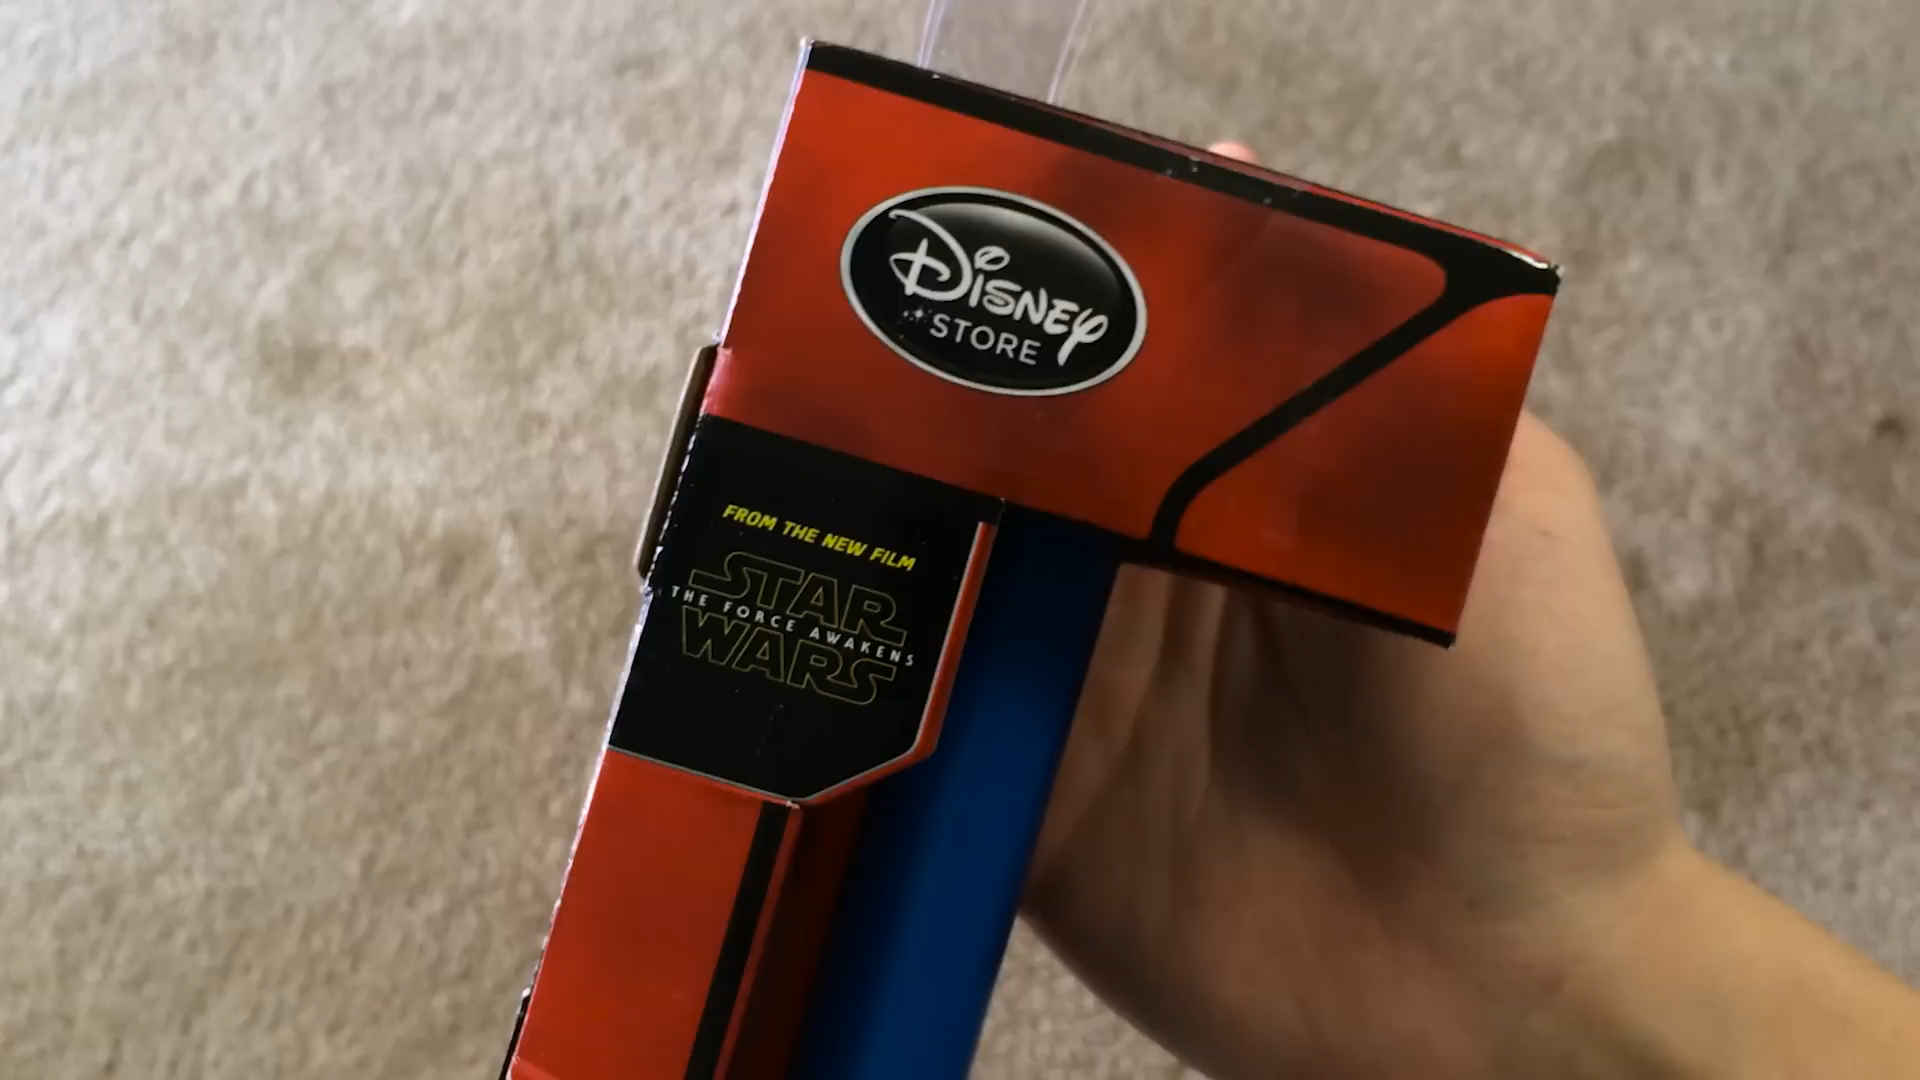 Disney
STORE
FROM THE NEW FILM
STAR
THE FORCE AWAKENS
WARS